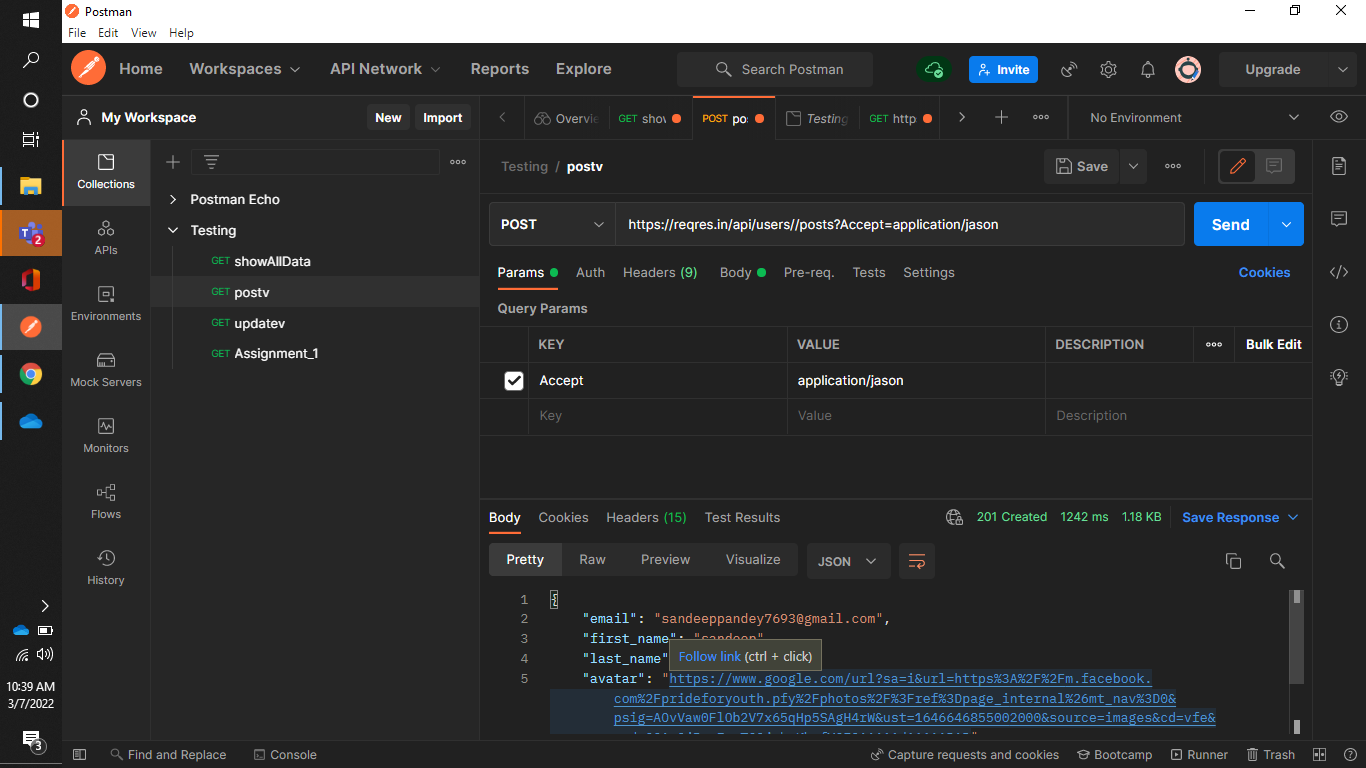 Postman
File Edit View Help
Home Workspaces API Network Reports Explore Search Postman Invite Upgrade
My Workspace New Import
Overvie GET show POST pos Testing GET http No Environment
Collections
APIs
Environments
Mock Servers
Monitors
Flows
History
Postman Echo
Testing
GET showAllData
GET postv
GET updatev
GET Assignment_1
Testing / postv Save
POST https://reqres.in/api/users//posts?Accept=application/jason Send
Params Auth Headers (9) Body Pre-req. Tests Settings Cookies
Query Params
KEY VALUE DESCRIPTION Bulk Edit
Accept application/jason
Key Value Description
Body Cookies Headers (15) Test Results 201 Created 1242 ms 1.18 KB Save Response
Pretty Raw Preview Visualize JSON
1 {
2 "email": "sandeeppandey7693@gmail.com",
3 "first_name": "sandeep"
4 "last_name"
Follow link (ctrl + click)
5 "avatar": "https://www.google.com/url?sa=i&url=https%3A%2F%2Fm.facebook.
com%2Fprideforyouth.pfy%2Fphotos%2F%3Fref%3Dpage_internal%26mt_nav%3D0&
psig=AOvVaw0FlOb2V7x65qHp5SAgH4rW&ust=1646646855002000&source=images&cd=vfe&
2
10:39 AM
3/7/2022
3
Find and Replace Console Capture requests and cookies Bootcamp Runner Trash